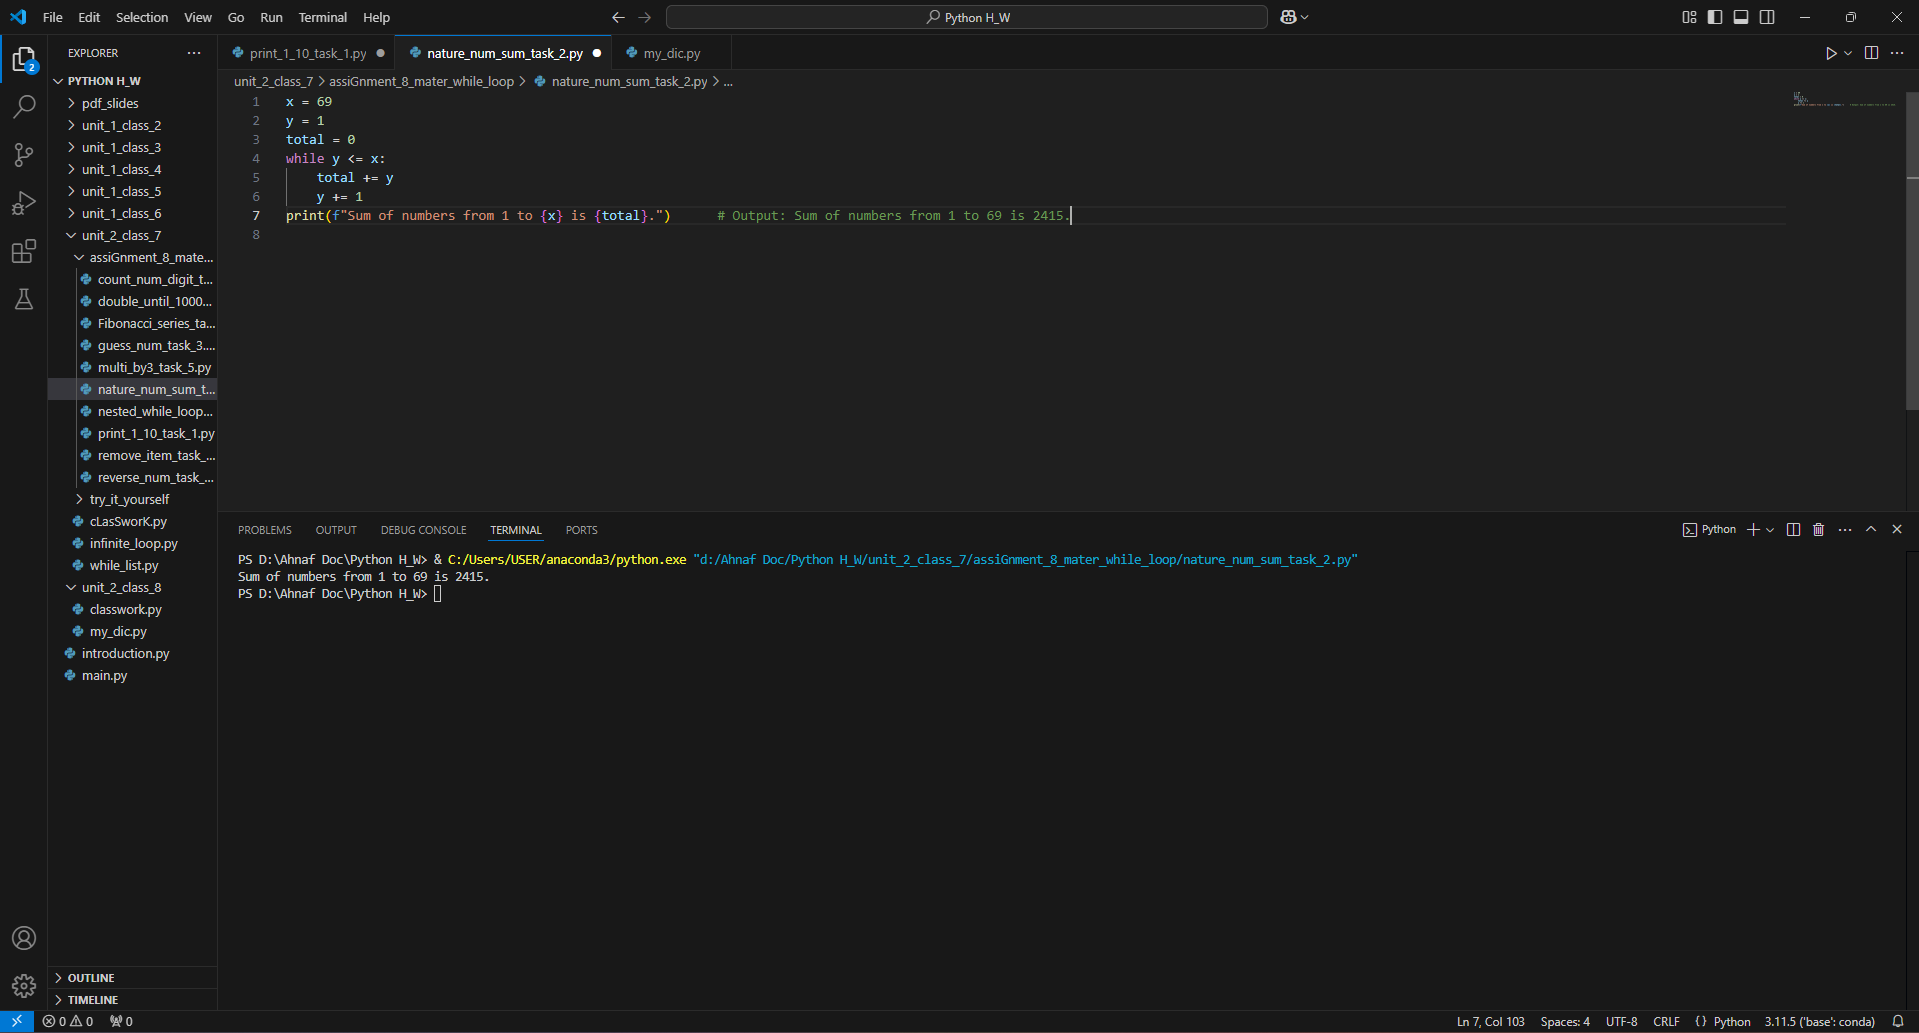 File Edit Selection View Go Run Terminal Help
Python H_W
EXPLORER
PYTHON H_W
pdf_slides
unit_1_class_2
unit_1_class_3
unit_1_class_4
unit_1_class_5
unit_1_class_6
unit_2_class_7
assiGnment_8_mate...
count_num_digit_t...
double_until_1000...
Fibonacci_series_ta...
guess_num_task_3....
multi_by3_task_5.py
nature_num_sum_t...
nested_while_loop...
print_1_10_task_1.py
remove_item_task_...
reverse_num_task_...
try_it_yourself
cLasSworK.py
infinite_loop.py
while_list.py
unit_2_class_8
classwork.py
my_dic.py
introduction.py
main.py
OUTLINE
TIMELINE
2
print_1_10_task_1.py nature_num_sum_task_2.py my_dic.py
unit_2_class_7 > assiGnment_8_mater_while_loop > nature_num_sum_task_2.py > ...
1 x = 69
2 y = 1
3 total = 0
4 while y <= x:
5 total += y
6 y += 1
7 print(f"Sum of numbers from 1 to {x} is {total}.") # Output: Sum of numbers from 1 to 69 is 2415.
8
PROBLEMS OUTPUT DEBUG CONSOLE TERMINAL PORTS
Python
PS D:\Ahnaf Doc\Python H_W> & C:/Users/USER/anaconda3/python.exe "d:/Ahnaf Doc/Python H_W/unit_2_class_7/assiGnment_8_mater_while_loop/nature_num_sum_task_2.py"
Sum of numbers from 1 to 69 is 2415.
PS D:\Ahnaf Doc\Python H_W>
0 0 0
Ln 7, Col 103 Spaces: 4 UTF-8 CRLF {} Python 3.11.5 ('base': conda)